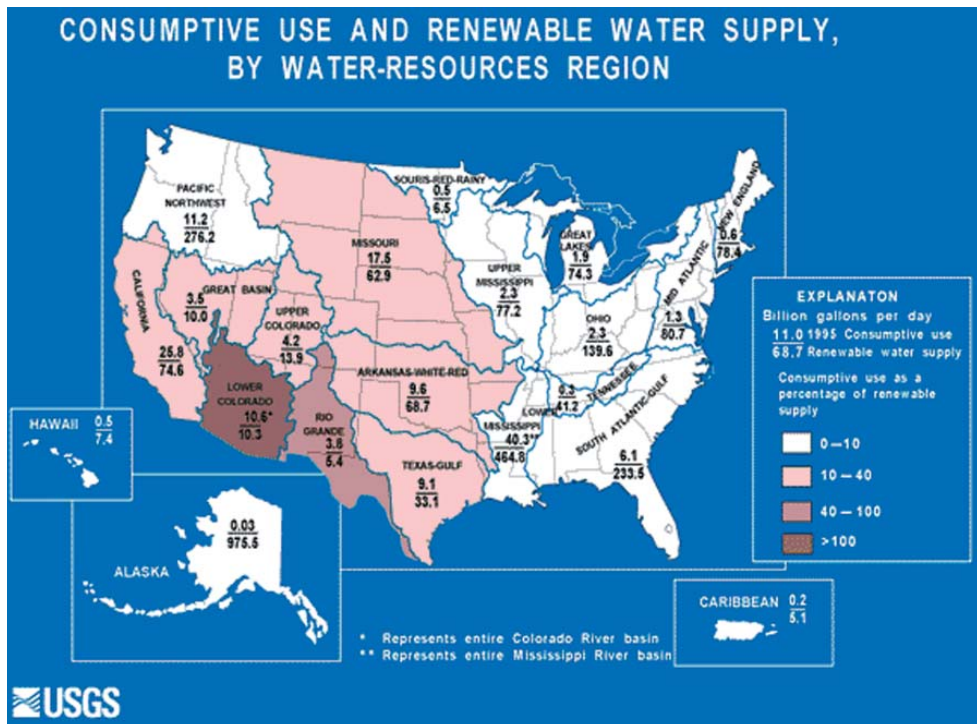 CONSUMPTIVE USE AND RENEWABLE WATER SUPPLY,
BY WATER-RESOURCES REGION
PACIFIC
NORTHWEST
11.2
276.2
SOURIS-RED-RAINY
0.5
6.5
NEW ENGLAND
0.6
78.4
MISSOURI
17.5
62.9
GREAT
LAKES
1.9
74.3
UPPER
MISSISSIPPI
2.3
77.2
MID ATLANTIC
1.3
80.7
CALIFORNIA
25.8
74.6
GREAT BASIN
3.5
10.0
UPPER
COLORADO
4.2
13.9
OHIO
2.3
139.6
ARKANSAS-WHITE-RED
9.6
68.7
TENNESSEE
0.3
41.2
LOWER
COLORADO
10.6*
10.3
RIO
GRANDE
3.8
5.4
LOWER
MISSISSIPPI
40.3**
464.8
SOUTH ATLANTIC-GULF
6.1
233.5
TEXAS-GULF
9.1
33.1
EXPLANATON
Billion gallons per day
11.0 1995 Consumptive use
68.7 Renewable water supply
Consumptive use as a
percentage of renewable
supply
0–10
10–40
40–100
>100
HAWAII 0.5
7.4
ALASKA
0.03
975.5
CARIBBEAN 0.2
5.1
* Represents entire Colorado River basin
** Represents entire Mississippi River basin
USGS